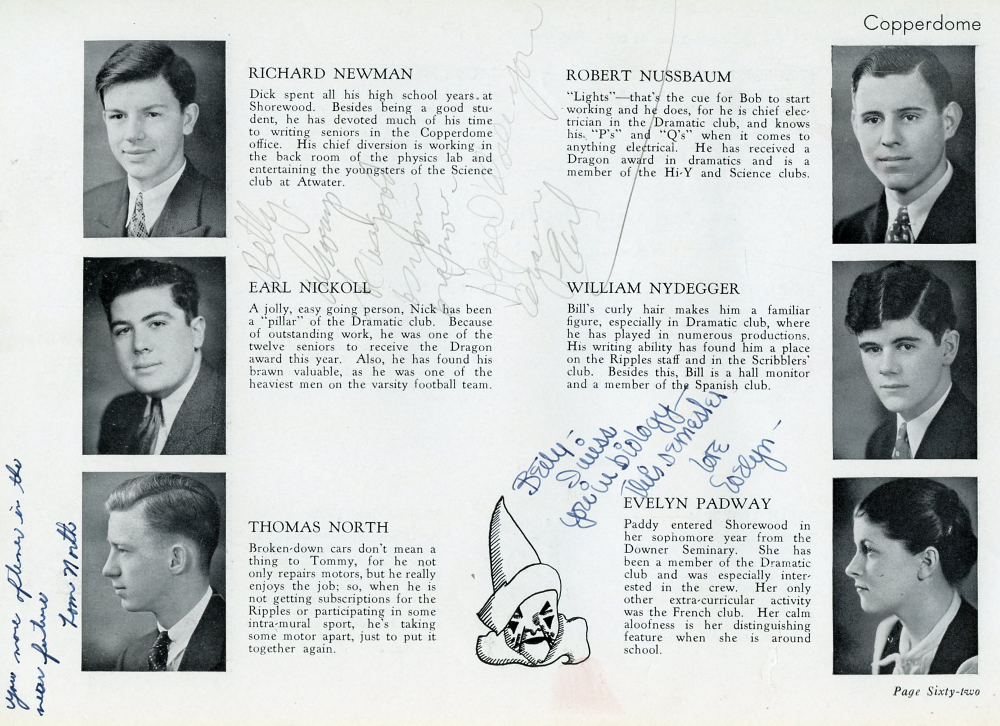 Copperdome
RICHARD NEWMAN
Dick spent all his high school years at
Shorewood. Besides being a good stu-
dent, he has devoted much of his time
to writing seniors in the Copperdome
office. His chief diversion is working in
the back room of the physics lab and
entertaining the youngsters of the Science
club at Atwater.
EARL NICKOLL
A jolly, easy going person, Nick has been
a "pillar" of the Dramatic club. Because
of outstanding work, he was one of the
twelve seniors to receive the Dragon
award this year. Also, he has found his
brawn valuable, as he was one of the
heaviest men on the varsity football team.
THOMAS NORTH
Broken-down cars don't mean a
thing to Tommy, for he not
only repairs motors, but he really
enjoys the job; so, when he is
not getting subscriptions for the
Ripples or participating in some
intra-mural sport, he's taking
some motor apart, just to put it
together again.
ROBERT NUSSBAUM
"Lights"—that's the cue for Bob to start
working and he does, for he is chief elec-
trician in the Dramatic club, and knows
his "P's" and "Q's" when it comes to
anything electrical. He has received a
Dragon award in dramatics and is a
member of the Hi-Y and Science clubs.
WILLIAM NYDEGGER
Bill's curly hair makes him a familiar
figure, especially in Dramatic club, where
he has played in numerous productions.
His writing ability has found him a place
on the Ripples staff and in the Scribblers'
club. Besides this, Bill is a hall monitor
and a member of the Spanish club.
Betty-
I miss
you in biology
this semester
love
Evelyn-
EVELYN PADWAY
Paddy entered Shorewood in
her sophomore year from the
Downer Seminary. She has
been a member of the Dramatic
club and was especially inter-
ested in the crew. Her only
other extra-curricular activity
was the French club. Her calm
aloofness is her distinguishing
feature when she is around
school.
Betty
Earl
you more often in the
near future
Tom North
Page Sixty-two